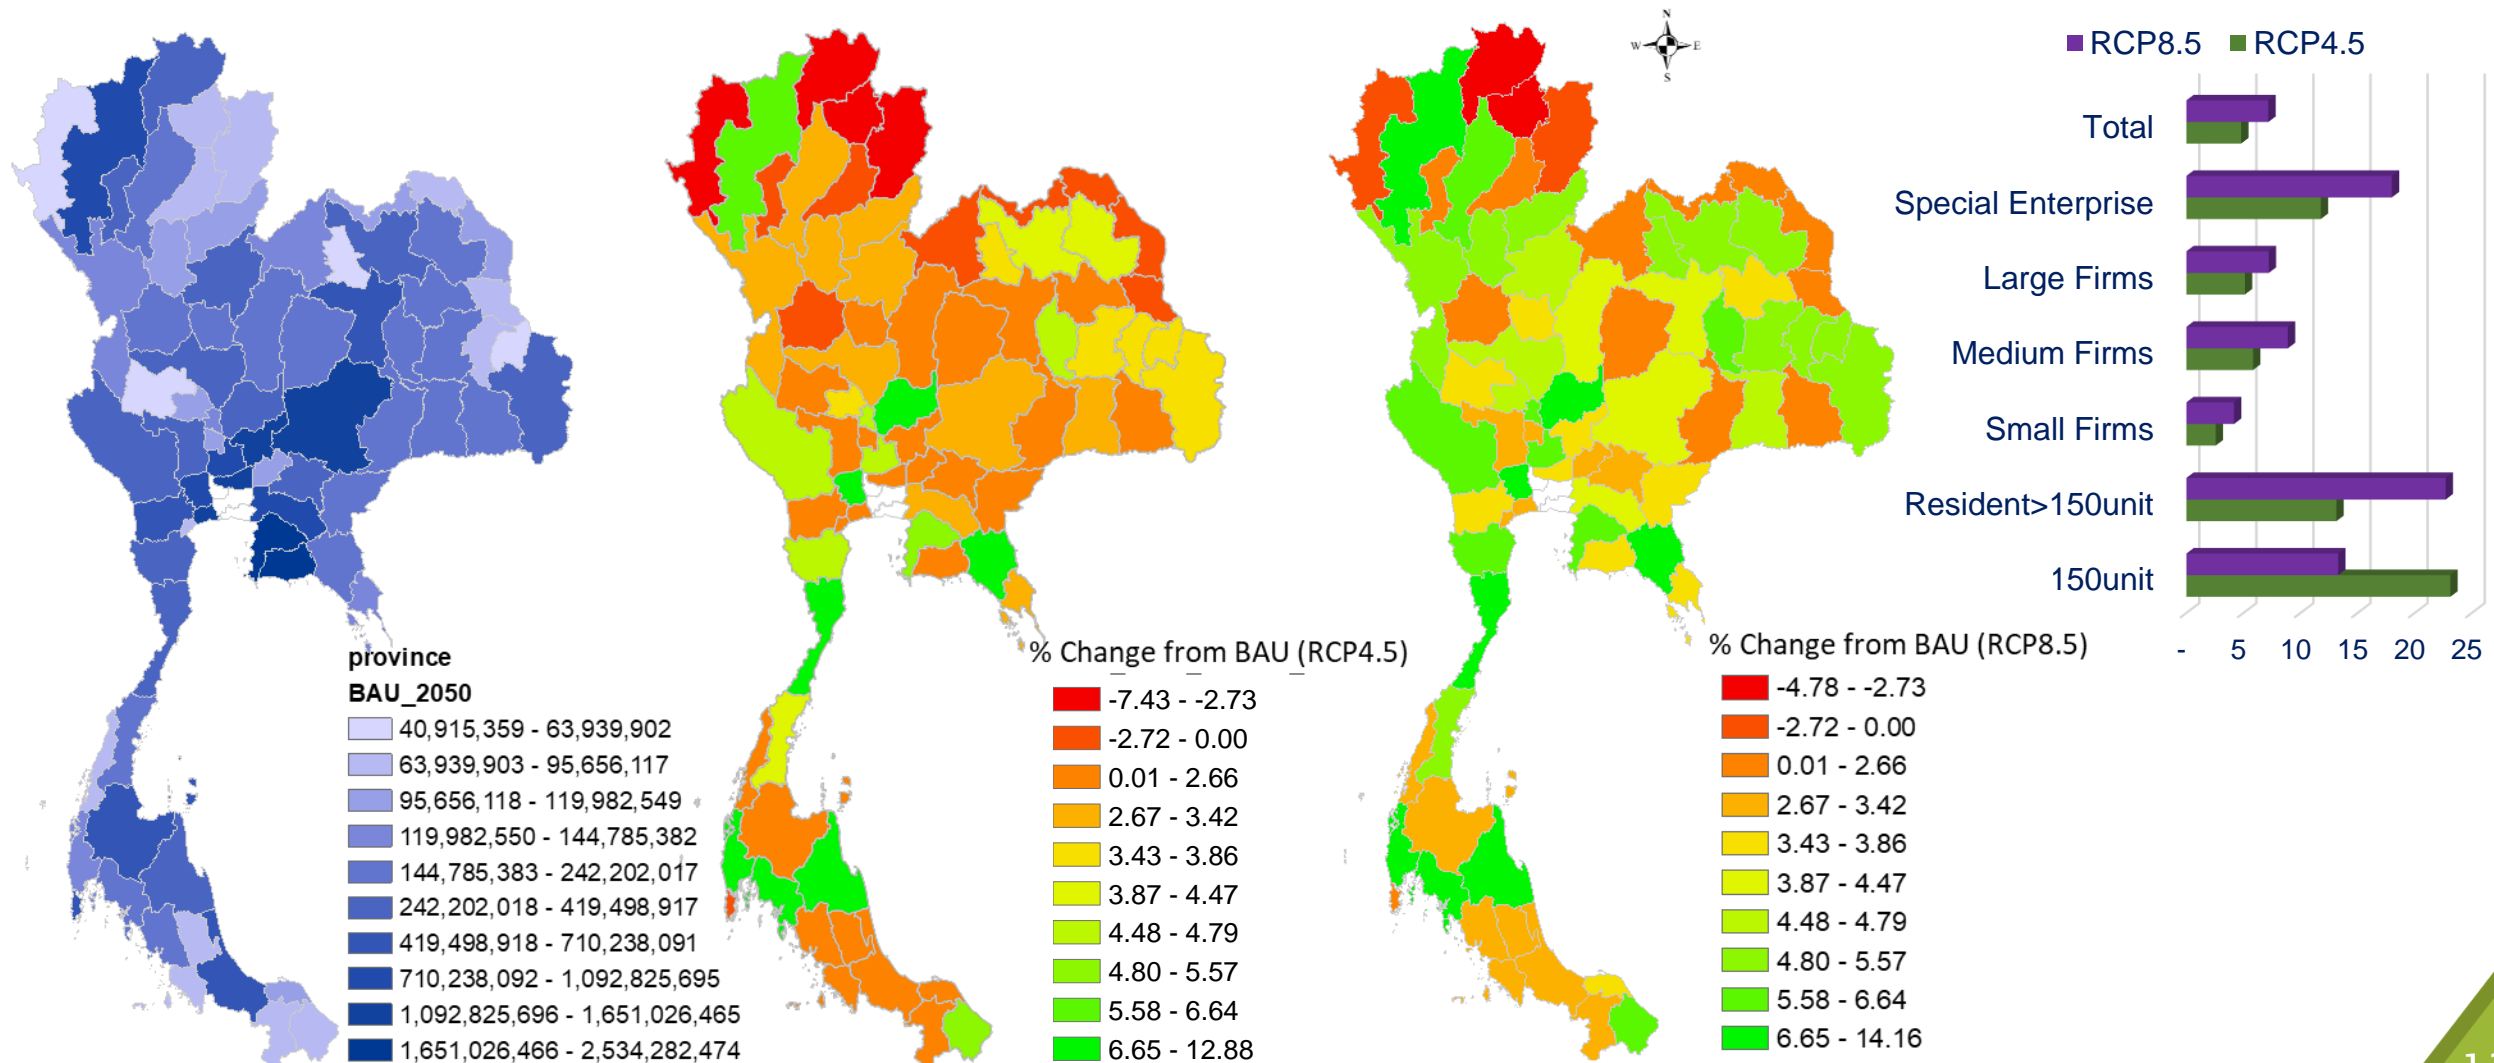 N
W
E
S
RCP8.5
RCP4.5
Total
Special Enterprise
Large Firms
Medium Firms
Small Firms
Resident>150unit
150unit
- 5 10 15 20 25
province
BAU_2050
40,915,359 - 63,939,902
63,939,903 - 95,656,117
95,656,118 - 119,982,549
119,982,550 - 144,785,382
144,785,383 - 242,202,017
242,202,018 - 419,498,917
419,498,918 - 710,238,091
710,238,092 - 1,092,825,695
1,092,825,696 - 1,651,026,465
1,651,026,466 - 2,534,282,474
% Change from BAU (RCP4.5)
-7.43 - -2.73
-2.72 - 0.00
0.01 - 2.66
2.67 - 3.42
3.43 - 3.86
3.87 - 4.47
4.48 - 4.79
4.80 - 5.57
5.58 - 6.64
6.65 - 12.88
% Change from BAU (RCP8.5)
-4.78 - -2.73
-2.72 - 0.00
0.01 - 2.66
2.67 - 3.42
3.43 - 3.86
3.87 - 4.47
4.48 - 4.79
4.80 - 5.57
5.58 - 6.64
6.65 - 14.16